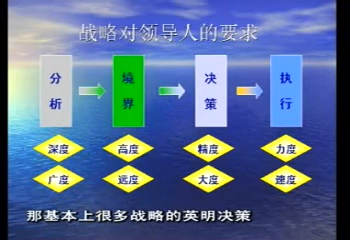 战略对领导人的要求
分析 境界 决策 执行
深度 高度 精度 力度
广度 远度 大度 速度
那基本上很多战略的英明决策